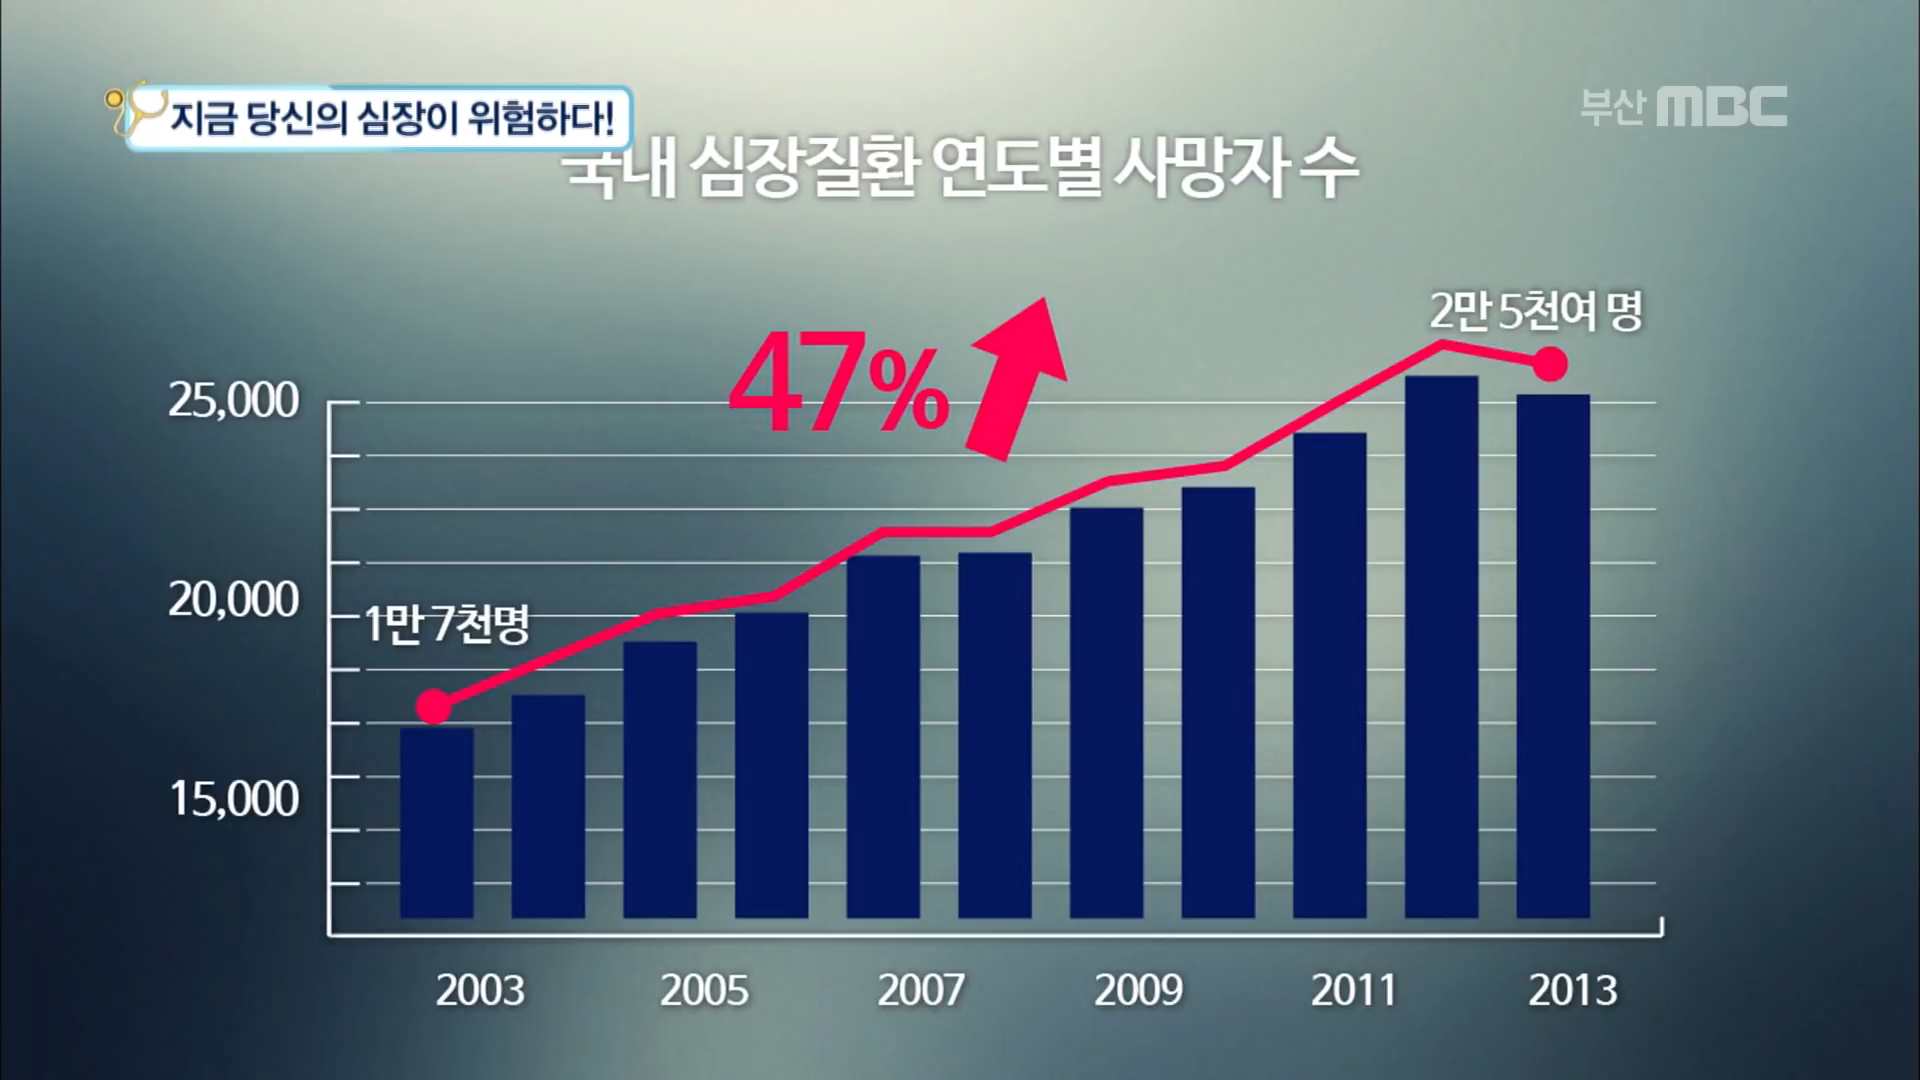 지금 당신의 심장이 위험하다!
부산 MBC
국내 심장질환 연도별 사망자 수
47%
2만 5천여 명
25,000
20,000
1만 7천명
15,000
2003 2005 2007 2009 2011 2013